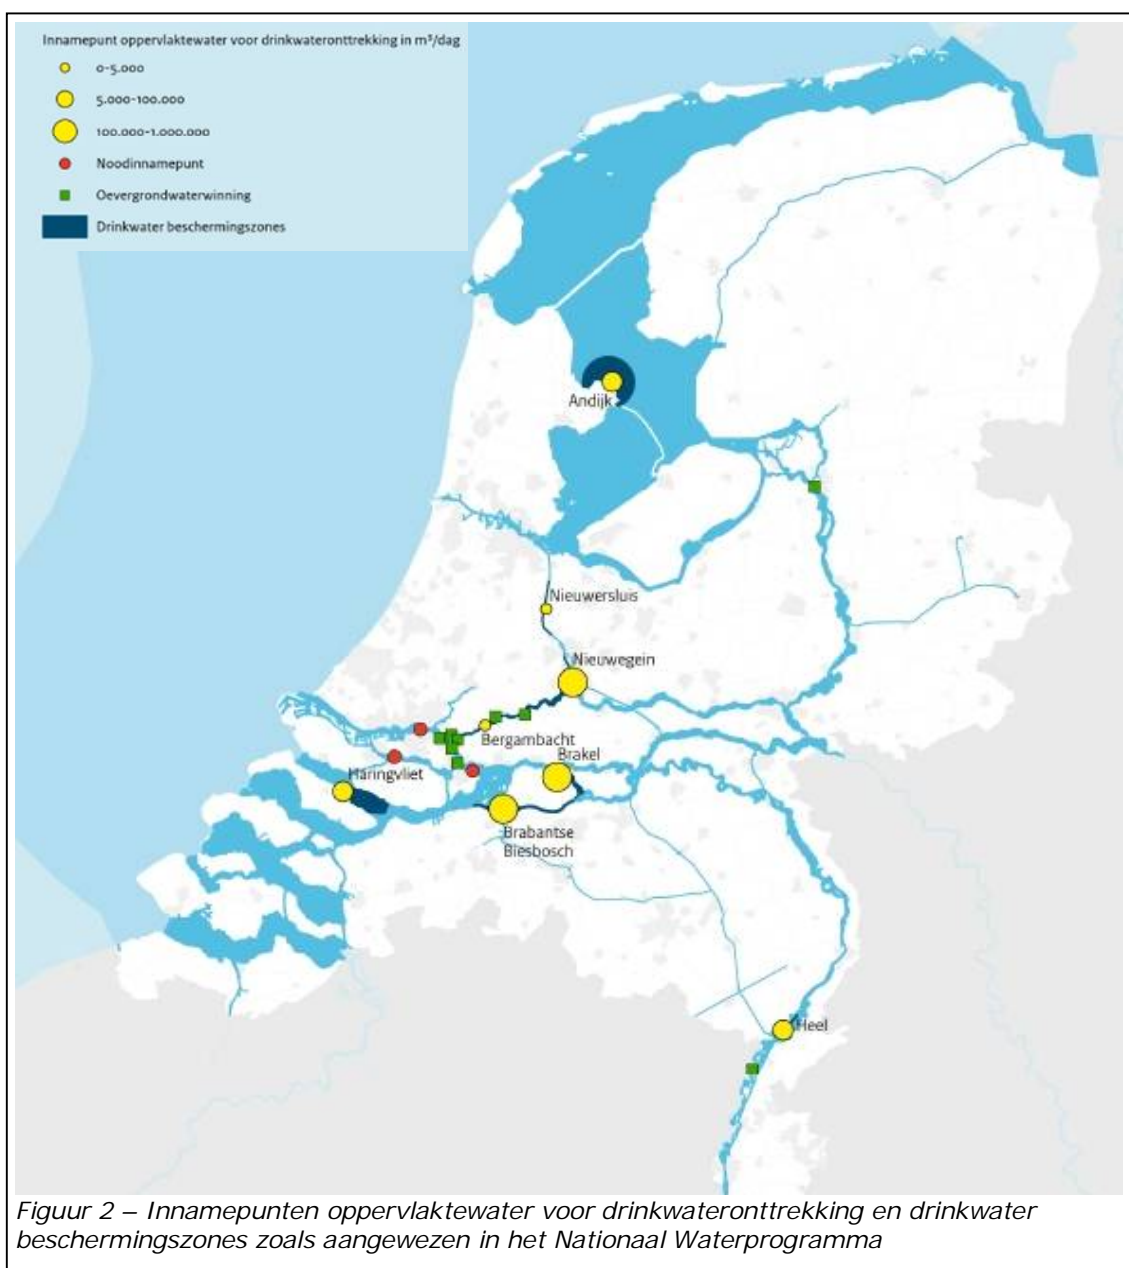 Innamepunt oppervlaktewater voor drinkwateronttrekking in m³/dag
0-5.000
5.000-100.000
100.000-1.000.000
Noodinnamepunt
Oevergrondwaterwinning
Drinkwater beschermingszones
Andijk
Nieuwersluis
Nieuwegein
Bergambacht
Brakel
Haringvliet
Brabantse
Biesbosch
Heel
Figuur 2 – Innamepunten oppervlaktewater voor drinkwateronttrekking en drinkwater
beschermingszones zoals aangewezen in het Nationaal Waterprogramma